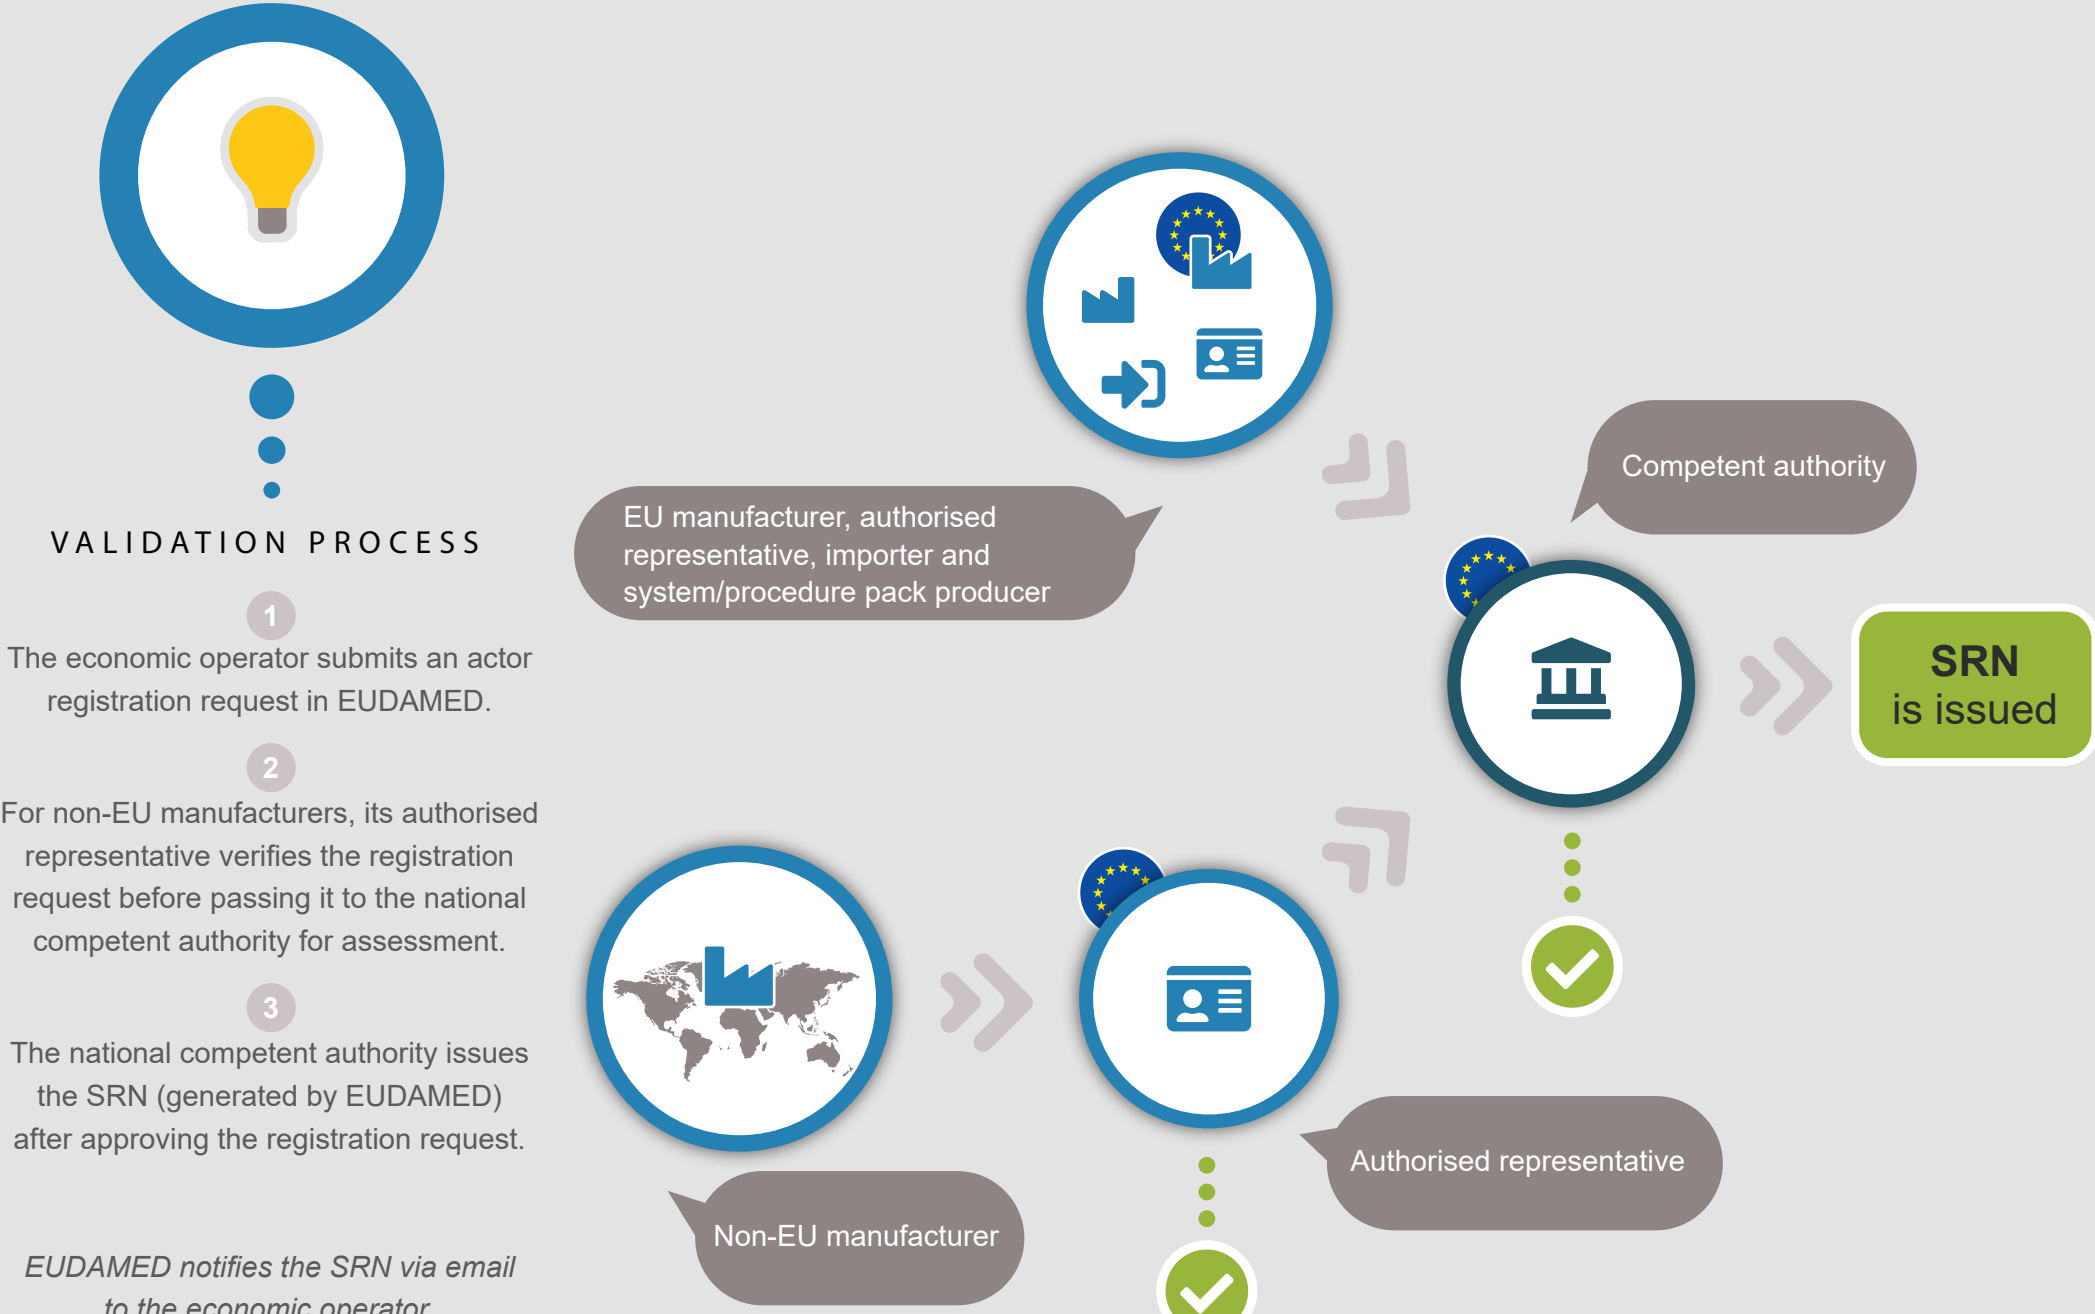 VALIDATION PROCESS
1
The economic operator submits an actor
registration request in EUDAMED.
2
For non-EU manufacturers, its authorised
representative verifies the registration
request before passing it to the national
competent authority for assessment.
3
The national competent authority issues
the SRN (generated by EUDAMED)
after approving the registration request.
EUDAMED notifies the SRN via email
to the economic operator
EU manufacturer, authorised
representative, importer and
system/procedure pack producer
Competent authority
SRN
is issued
Non-EU manufacturer
Authorised representative